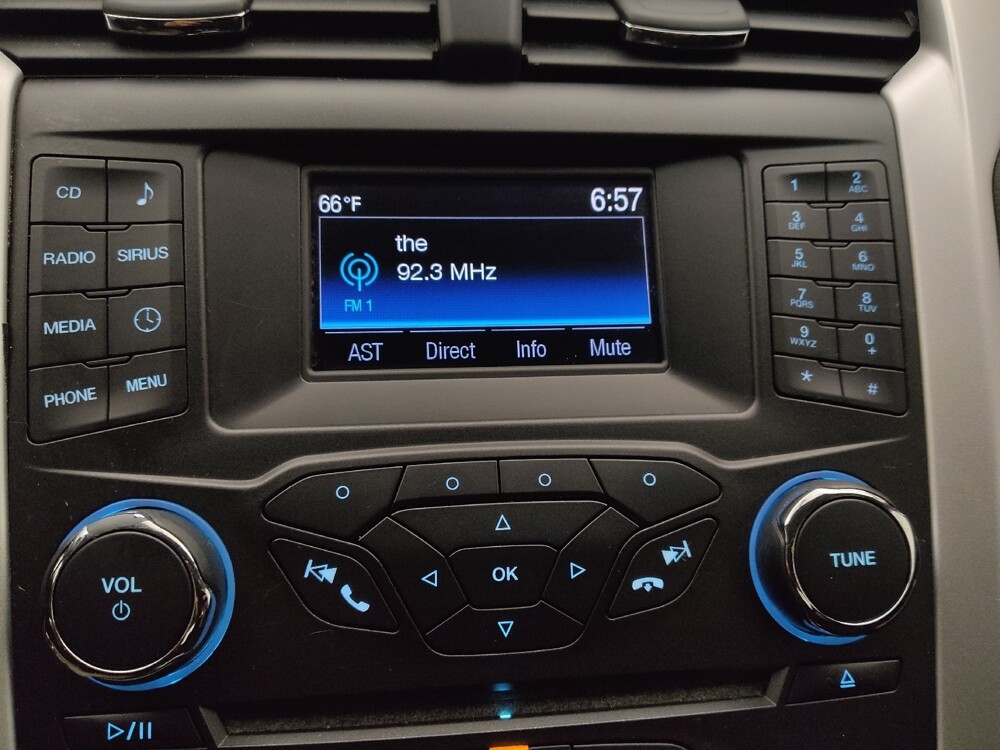 CD
RADIO SIRIUS
MEDIA
PHONE MENU
66°F 6:57
the
92.3 MHz
FM 1
AST Direct Info Mute
1 2 ABC
3 DEF 4 GHI
5 JKL 6 MNO
7 PQRS 8 TUV
9 WXYZ 0 +
* #
VOL
OK
TUNE